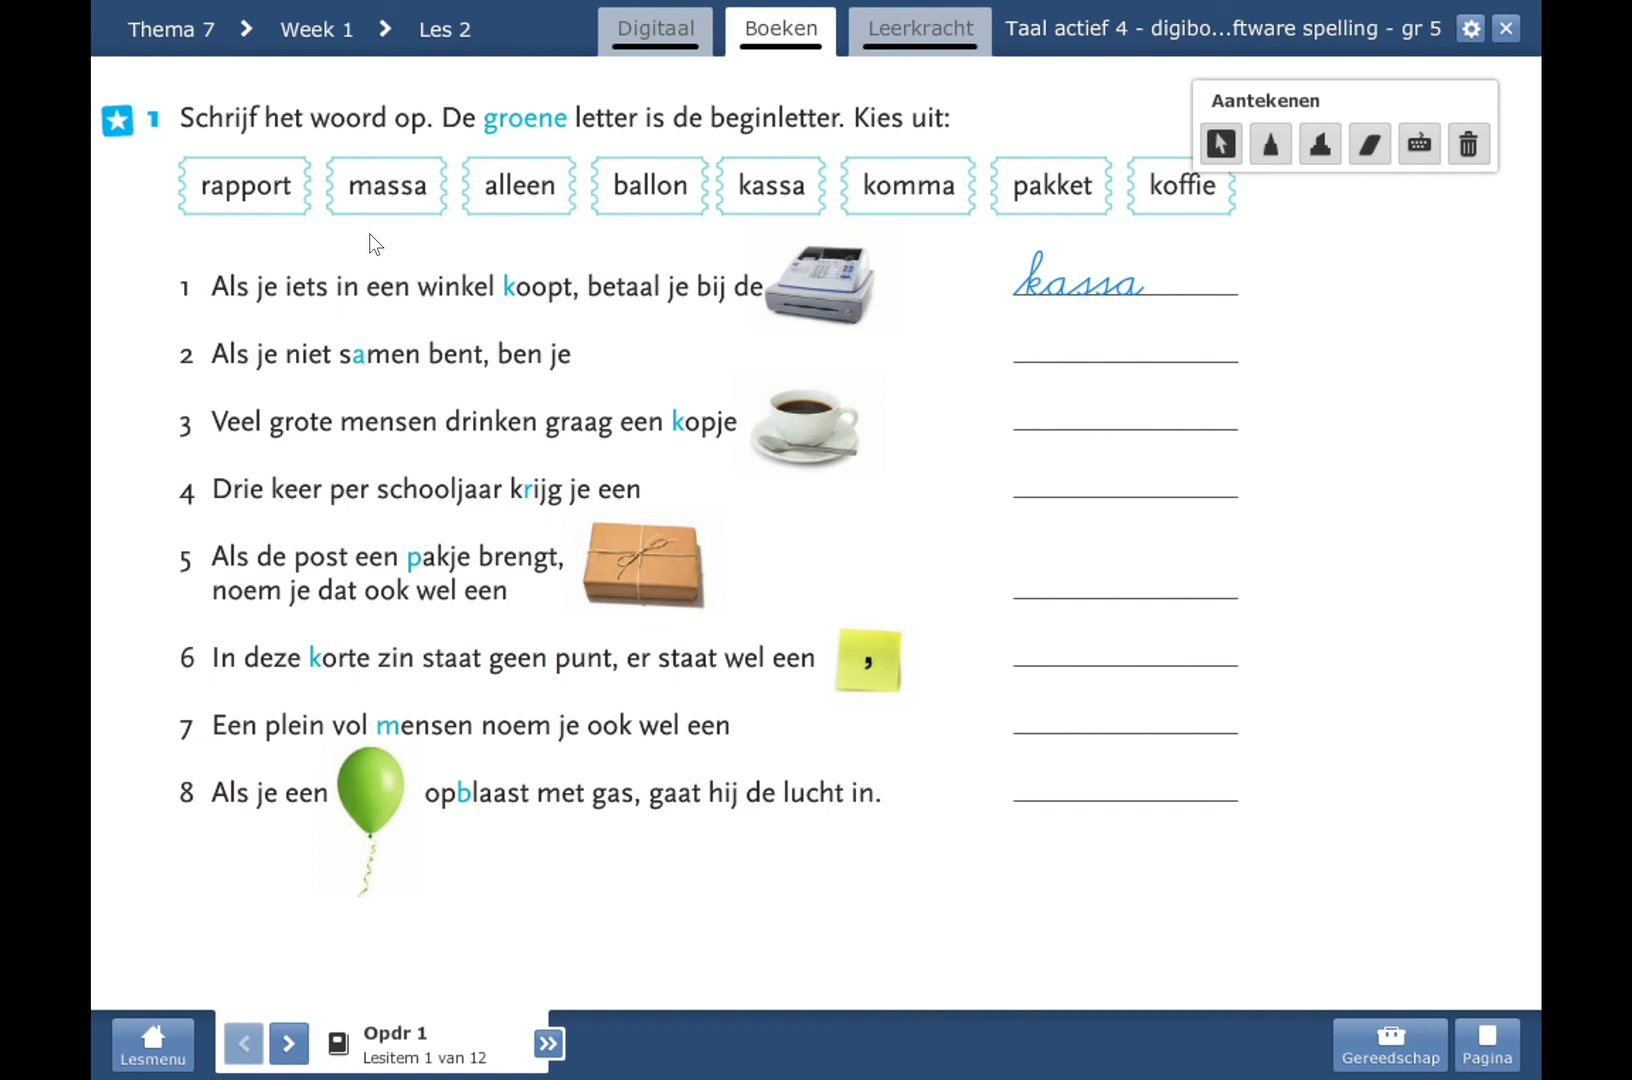 Thema 7 Week 1 Les 2 Digitaal Boeken Leerkracht Taal actief 4 - digibo...ftware spelling - gr 5
Aantekenen
1 Schrijf het woord op. De groene letter is de beginletter. Kies uit:
rapport massa alleen ballon kassa komma pakket koffie
1 Als je iets in een winkel koopt, betaal je bij de kassa
2 Als je niet samen bent, ben je
3 Veel grote mensen drinken graag een kopje
4 Drie keer per schooljaar krijg je een
5 Als de post een pakje brengt,
noem je dat ook wel een
6 In deze korte zin staat geen punt, er staat wel een ,
7 Een plein vol mensen noem je ook wel een
8 Als je een opblaast met gas, gaat hij de lucht in.
Opdr 1
Lesitem 1 van 12
Lesmenu Gereedschap Pagina